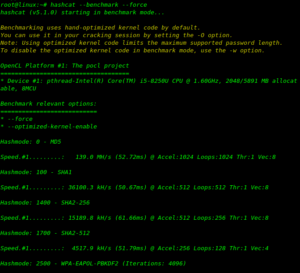 root@linux:~# hashcat --benchmark --force
hashcat (v5.1.0) starting in benchmark mode...
Benchmarking uses hand-optimized kernel code by default.
You can use it in your cracking session by setting the -O option.
Note: Using optimized kernel code limits the maximum supported password length.
To disable the optimized kernel code in benchmark mode, use the -w option.
OpenCL Platform #1: The pocl project
====================================
* Device #1: pthread-Intel(R) Core(TM) i5-8250U CPU @ 1.60GHz, 2048/5891 MB allocat
able, 8MCU
Benchmark relevant options:
===========================
* --force
* --optimized-kernel-enable
Hashmode: 0 - MD5
Speed.#1.........: MH/s (52.72ms) @ Accel:1024 Loops:1024 Thr:1 Vec:8
Hashmode: 100 - SHA1
Speed.#1.........: kH/s (58.67ms) @ Accel:512 Loops:512 Thr:1 Vec:8
Hashmode: 1400 - SHA2-256
Speed.#1.........: kH/s (61.66ms) @ Accel:512 Loops:256 Thr:1 Vec:8
Hashmode: 1700 - SHA2-512
Speed.#1.........: 4517.9 kH/s (51.79ms) @ Accel:256 Loops:128 Thr:1 Vec:4
Hashmode: 2500 - WPA-EAPOL-PBKDF2 (Iterations: 4096)